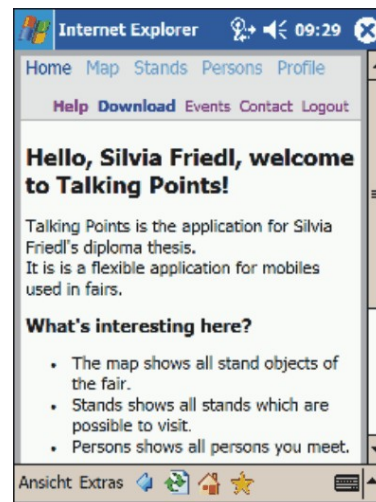 Internet Explorer 09:29
Home Map Stands Persons Profile
Help Download Events Contact Logout
Hello, Silvia Friedl, welcome
to Talking Points!
Talking Points is the application for Silvia
Friedl's diploma thesis.
It is is a flexible application for mobiles
used in fairs.
What's interesting here?
• The map shows all stand objects of
the fair.
• Stands shows all stands which are
possible to visit.
• Persons shows all persons you meet.
Ansicht Extras